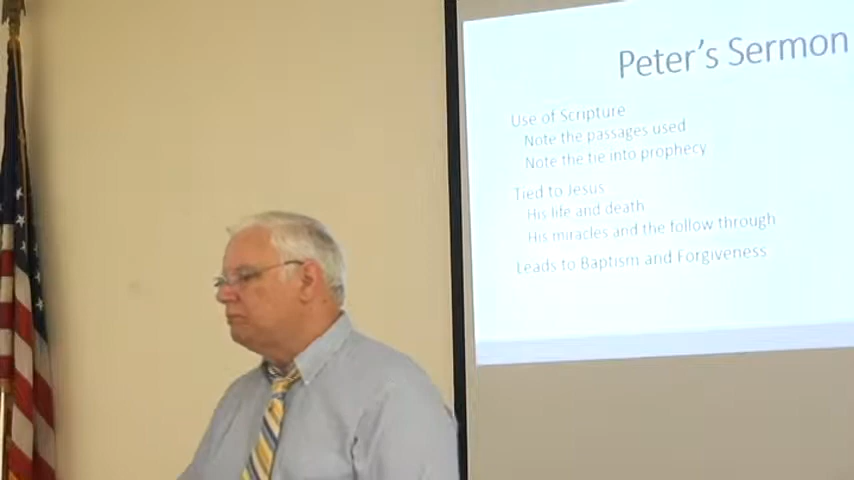 Peter's Sermon
Use of Scripture
Note the passages used
Note the tie into prophecy
Tied to Jesus
His life and death
His miracles and the follow through
Leads to Baptism and Forgiveness